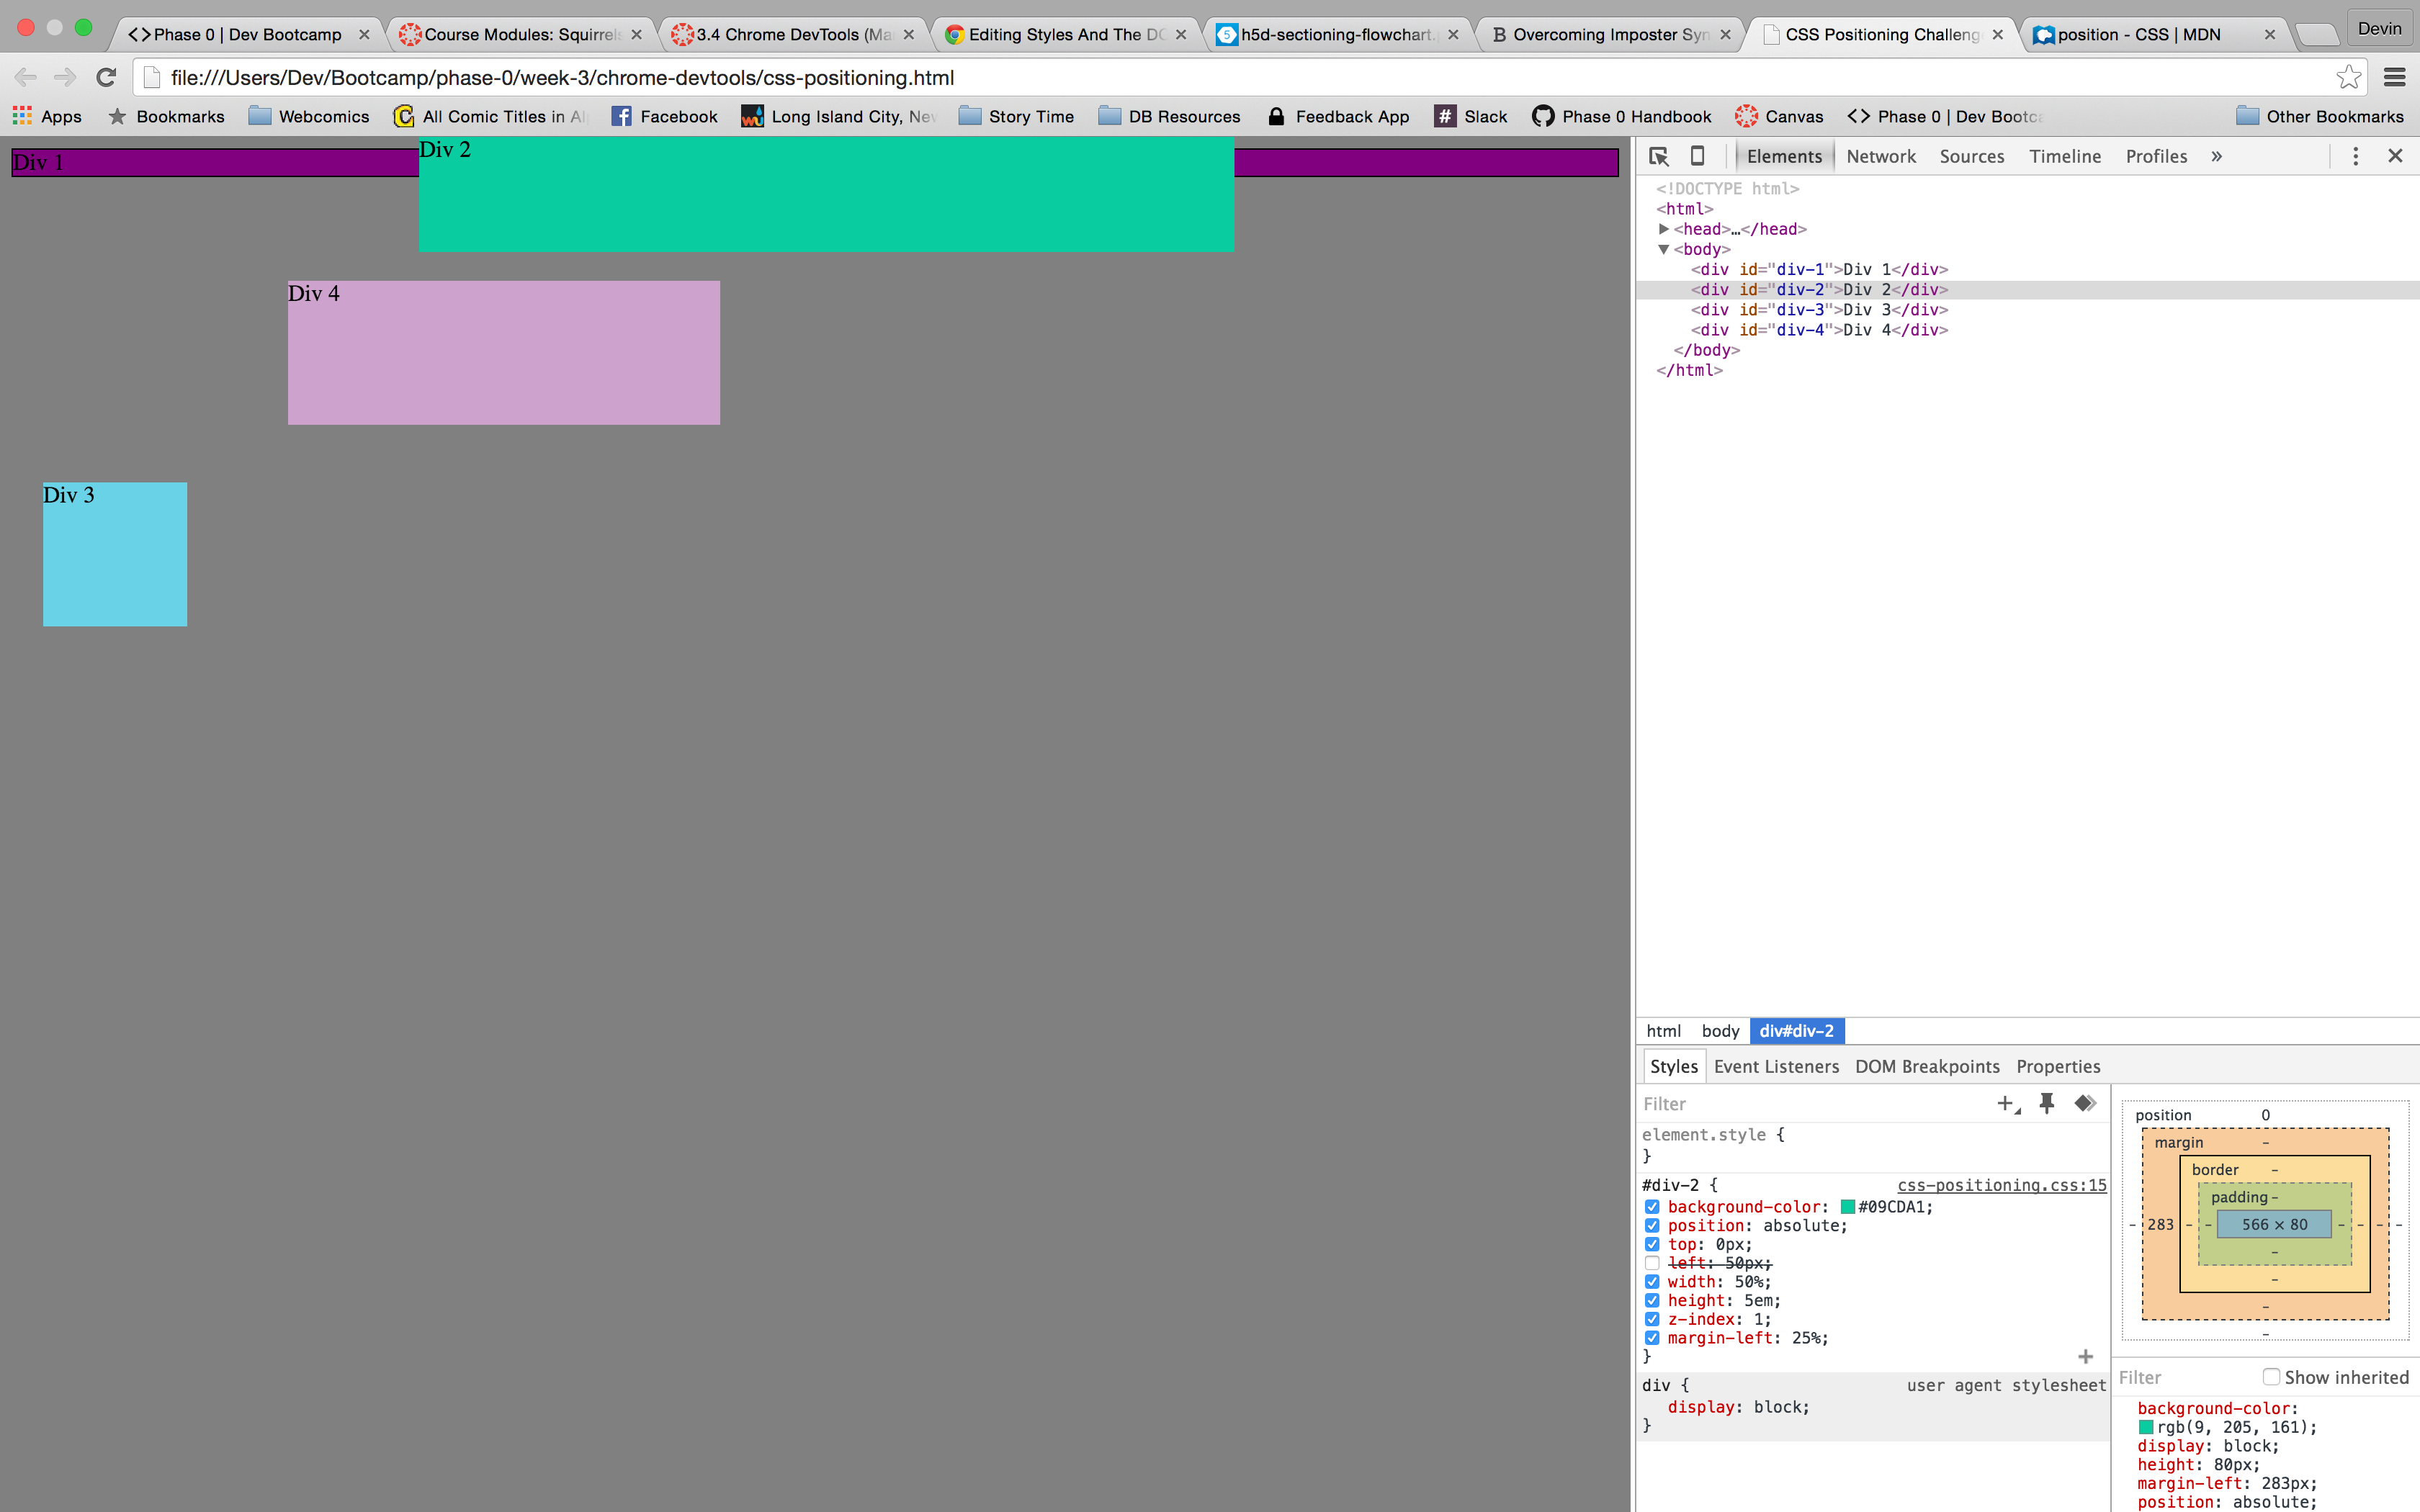 Phase 0 | Dev Bootcamp
Course Modules: Squirrels
3.4 Chrome DevTools (Ma
Editing Styles And The DO
h5d-sectioning-flowchart.
Overcoming Imposter Syn
CSS Positioning Challeng
position - CSS | MDN
Devin
file:///Users/Dev/Bootcamp/phase-0/week-3/chrome-devtools/css-positioning.html
Apps
Bookmarks
Webcomics
All Comic Titles in Al
Facebook
Long Island City, New
Story Time
DB Resources
Feedback App
Slack
Phase 0 Handbook
Canvas
Phase 0 | Dev Bootca
Other Bookmarks
Div 1
Div 2
Div 4
Div 3
Elements Network Sources Timeline Profiles »
<!DOCTYPE html>
<html>
<head>…</head>
<body>
<div id="div-1">Div 1</div>
<div id="div-2">Div 2</div>
<div id="div-3">Div 3</div>
<div id="div-4">Div 4</div>
</body>
</html>
html body div#div-2
Styles Event Listeners DOM Breakpoints Properties
Filter
element.style {
}
#div-2 { css-positioning.css:15
background-color: #09CDA1;
position: absolute;
top: 0px;
left: 50px;
width: 50%;
height: 5em;
z-index: 1;
margin-left: 25%;
}
div { user agent stylesheet
display: block;
}
position 0
margin -
border -
padding -
- 283 - - 566 × 80 - - - -
-
-
-
-
Filter Show inherited
background-color:
rgb(9, 205, 161);
display: block;
height: 80px;
margin-left: 283px;
position: absolute;